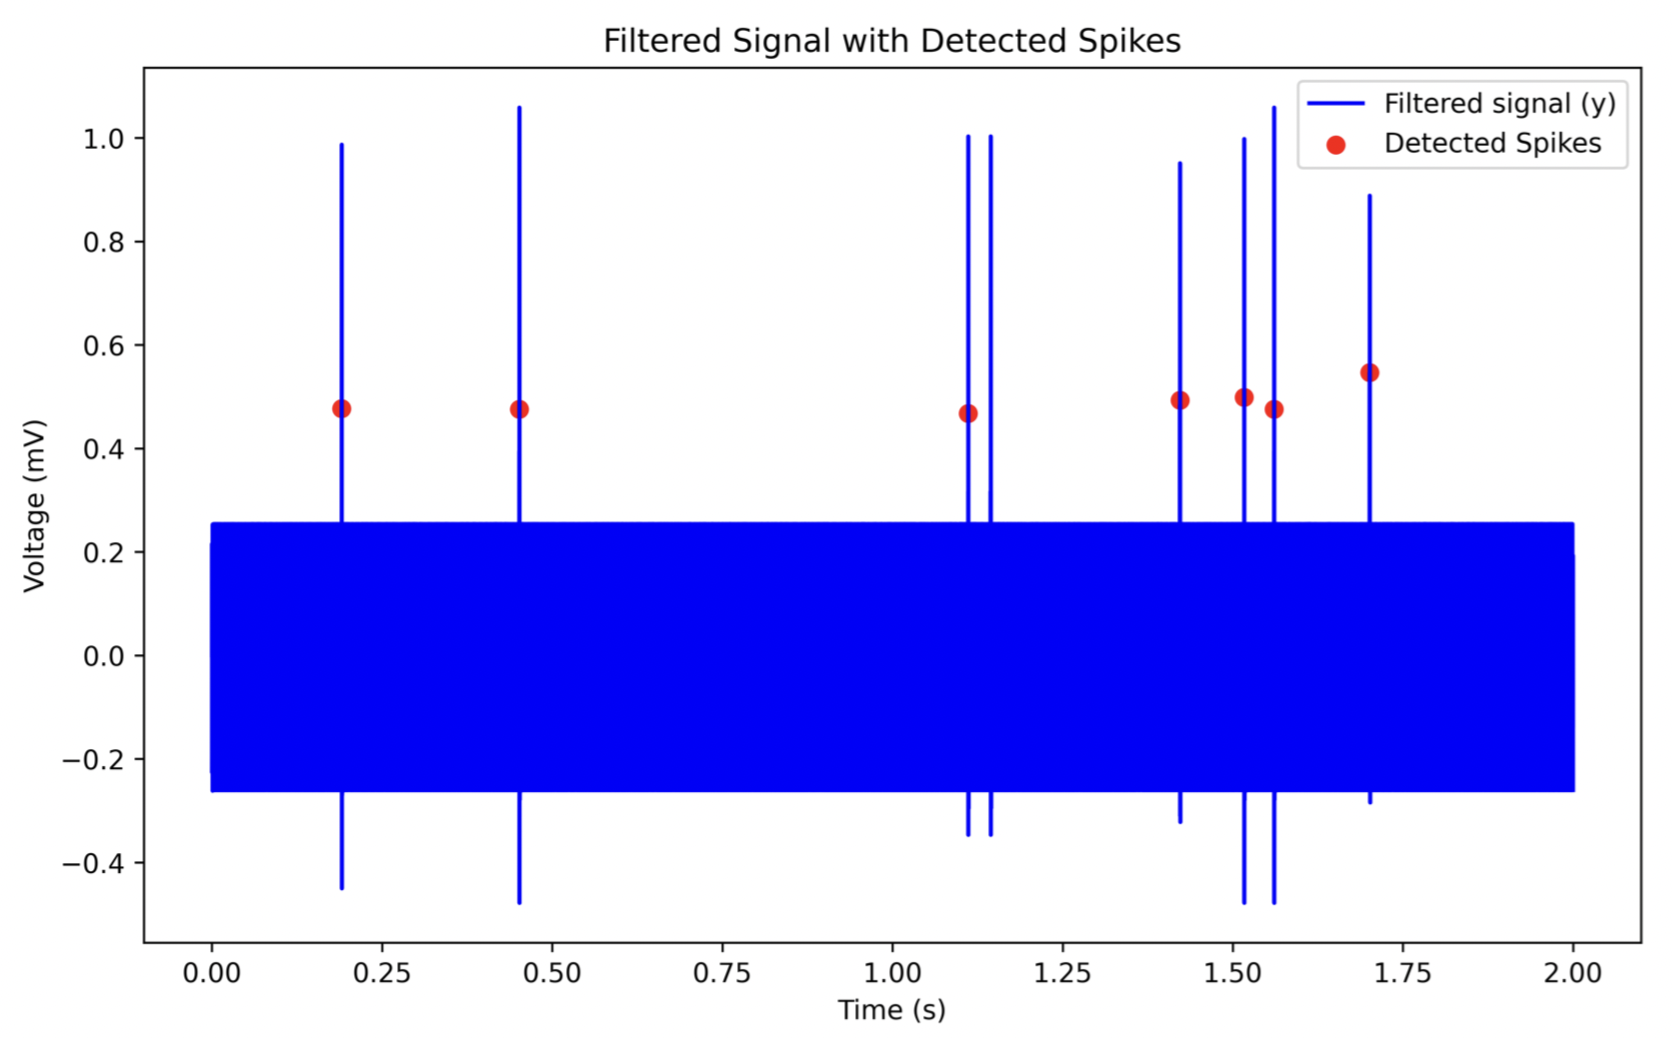 Filtered Signal with Detected Spikes
Filtered signal (y)
Detected Spikes
1.0
0.8
0.6
0.4
0.2
0.0
−0.2
−0.4
Voltage (mV)
0.00 0.25 0.50 0.75 1.00 1.25 1.50 1.75 2.00
Time (s)